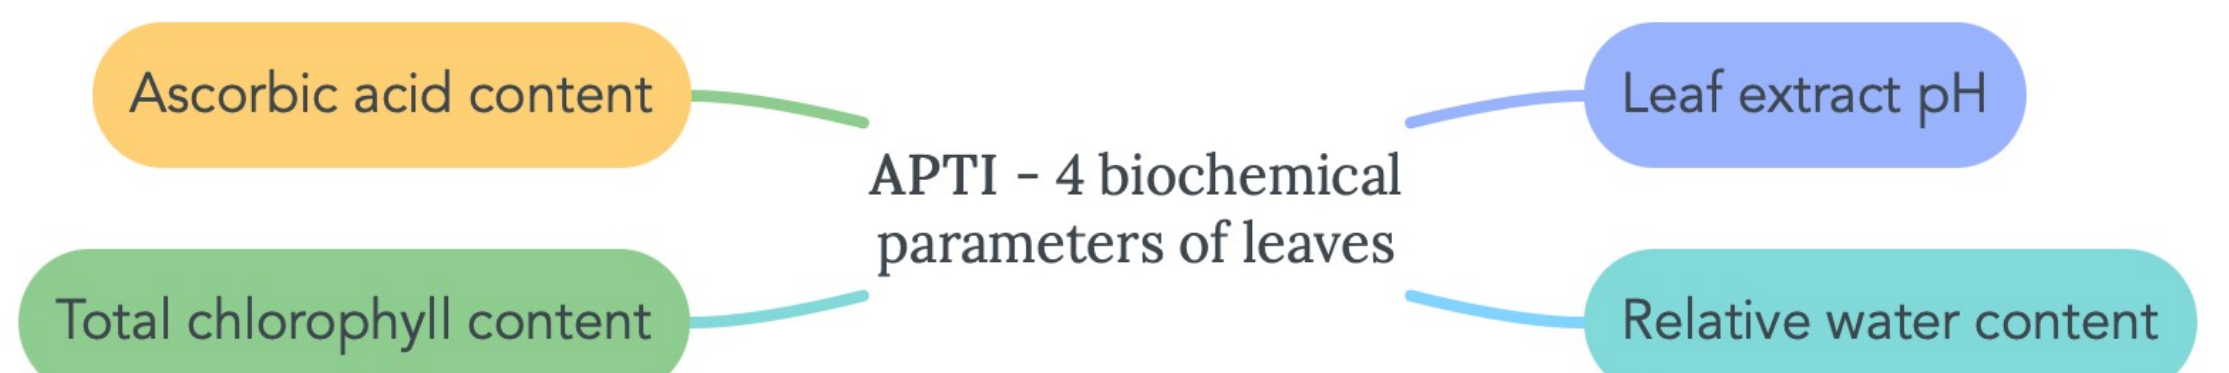 Ascorbic acid content
Leaf extract pH
APTI - 4 biochemical
parameters of leaves
Total chlorophyll content
Relative water content